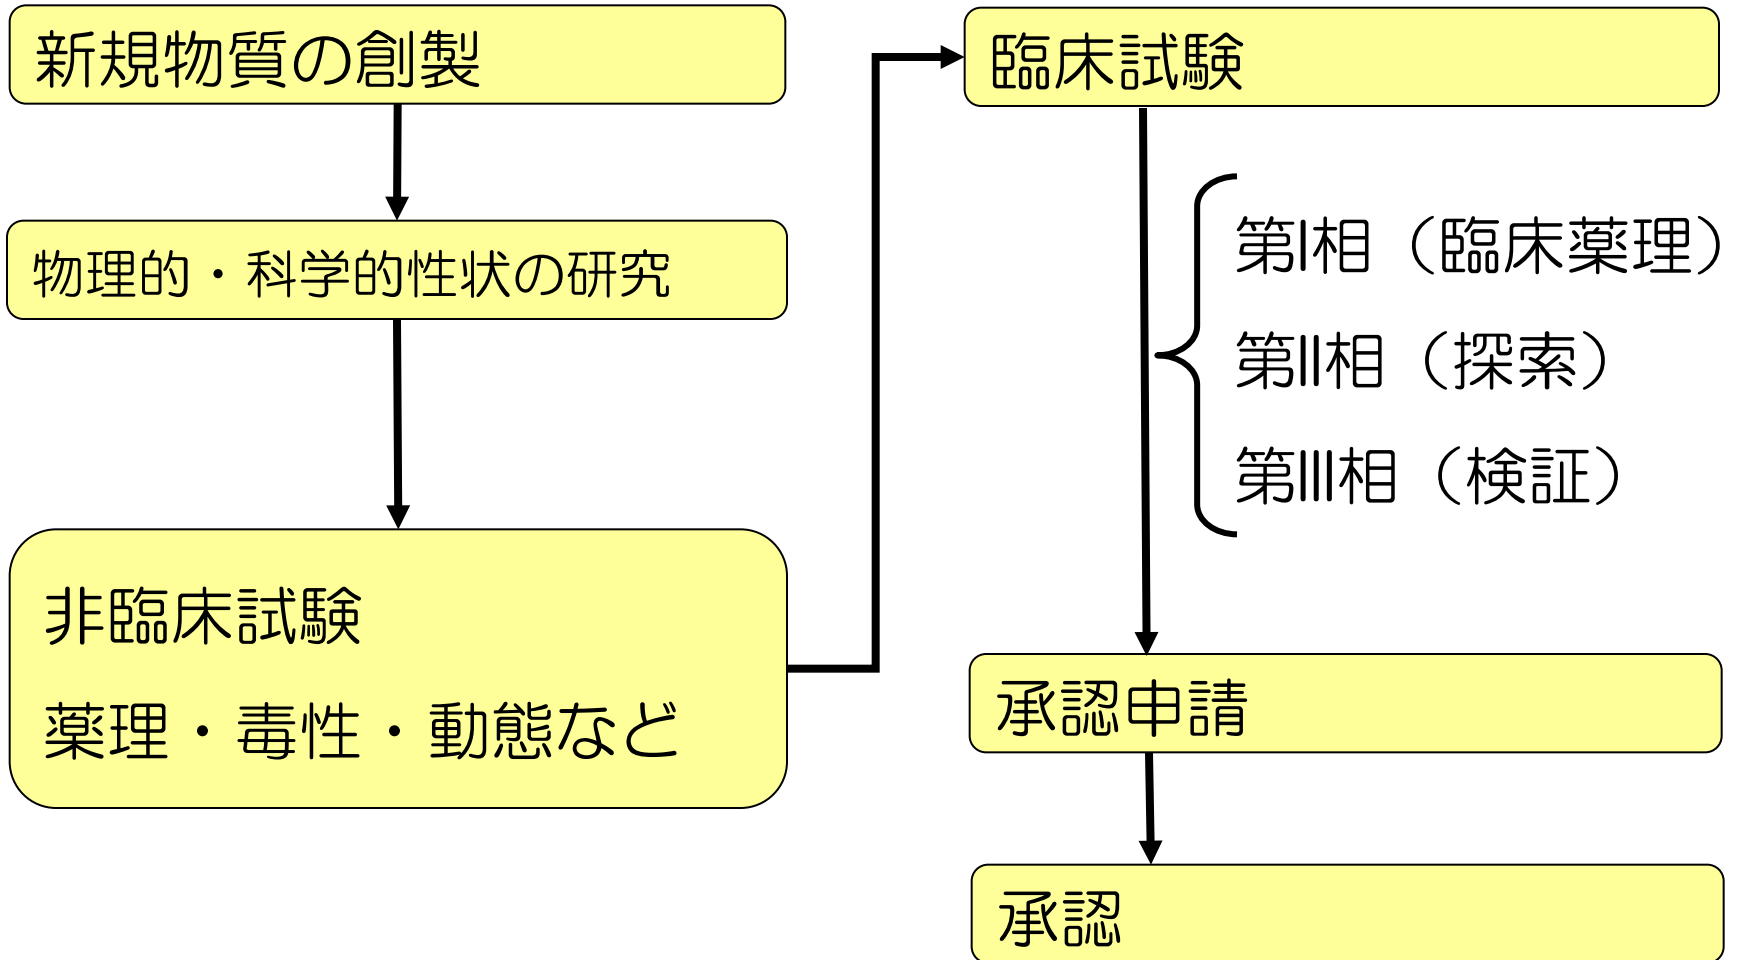 新規物質の創製
物理的・科学的性状の研究
非臨床試験
薬理・毒性・動態など
臨床試験
第Ⅰ相（臨床薬理）
第Ⅱ相（探索）
第Ⅲ相（検証）
承認申請
承認